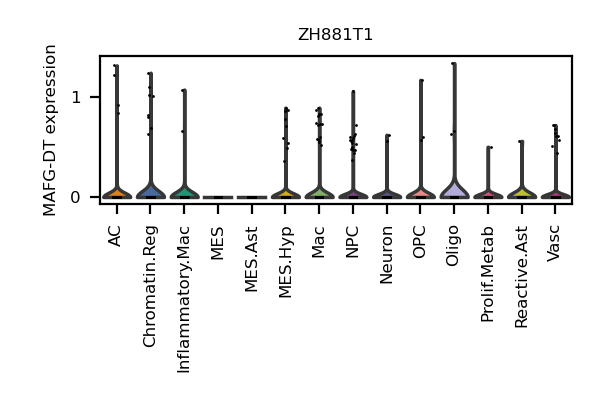 ZH881T1
MAFG-DT expression
1
0
AC
Chromatin.Reg
Inflammatory.Mac
MES
MES.Ast
MES.Hyp
Mac
NPC
Neuron
OPC
Oligo
Prolif.Metab
Reactive.Ast
Vasc